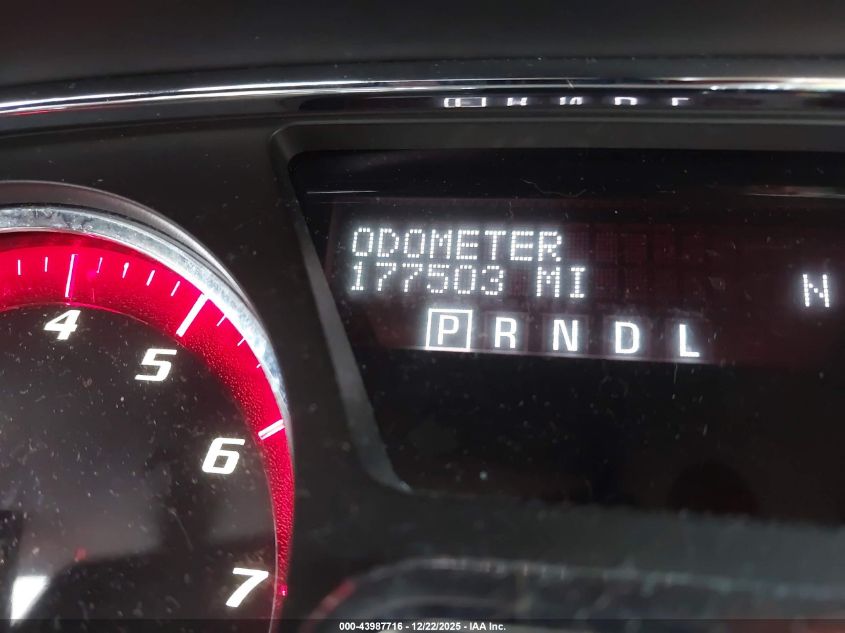 ODOMETER
177503 MI
N
P R N D L
4
5
6
7
000-43987716 - 12/22/2025 - IAA Inc.